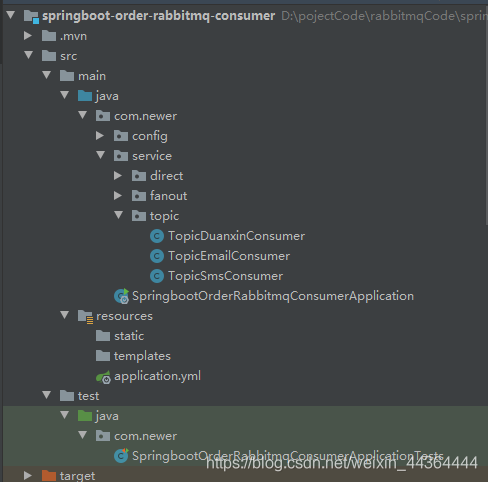 springboot-order-rabbitmq-consumer D:\pojectCode\rabbitmqCode\sprin
.mvn
src
main
java
com.newer
config
service
direct
fanout
topic
TopicDuanxinConsumer
TopicEmailConsumer
TopicSmsConsumer
SpringbootOrderRabbitmqConsumerApplication
resources
static
templates
application.yml
test
java
com.newer
SpringbootOrderRabbitmqConsumerApplicationTests
https://blog.csdn.net/weixin_44364444
target